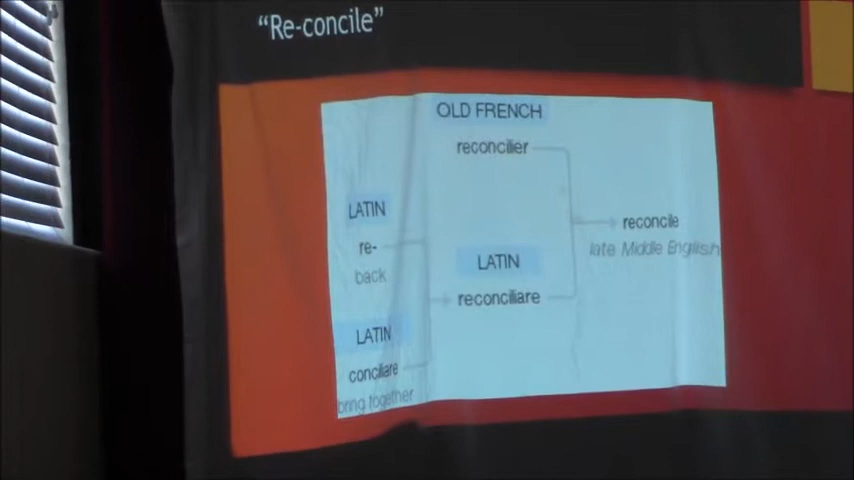 “Re-concile”
OLD FRENCH
reconcilier
LATIN
re-
back
LATIN
reconciliare
reconcile
late Middle English
LATIN
conciliare
bring together